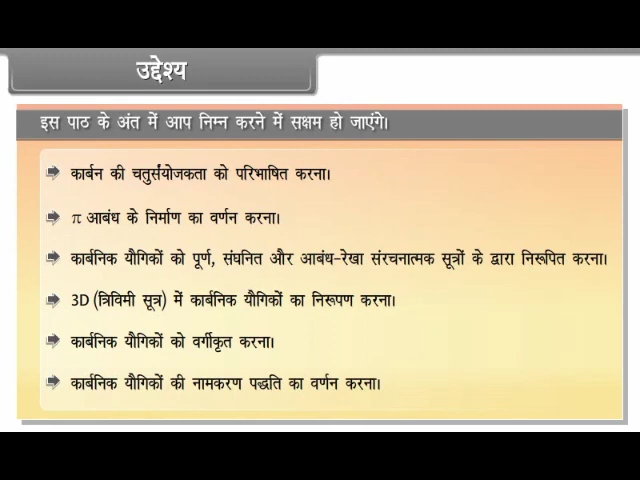 उद्देश्य
इस पाठ के अंत में आप निम्न करने में सक्षम हो जाएंगे।
कार्बन की चतुर्संयोजकता को परिभाषित करना।
π आबंध के निर्माण का वर्णन करना।
कार्बनिक यौगिकों को पूर्ण, संघनित और आबंध-रेखा संरचनात्मक सूत्रों के द्वारा निरूपित करना।
3D (त्रिविमी सूत्र) में कार्बनिक यौगिकों का निरूपण करना।
कार्बनिक यौगिकों को वर्गीकृत करना।
कार्बनिक यौगिकों की नामकरण पद्धति का वर्णन करना।